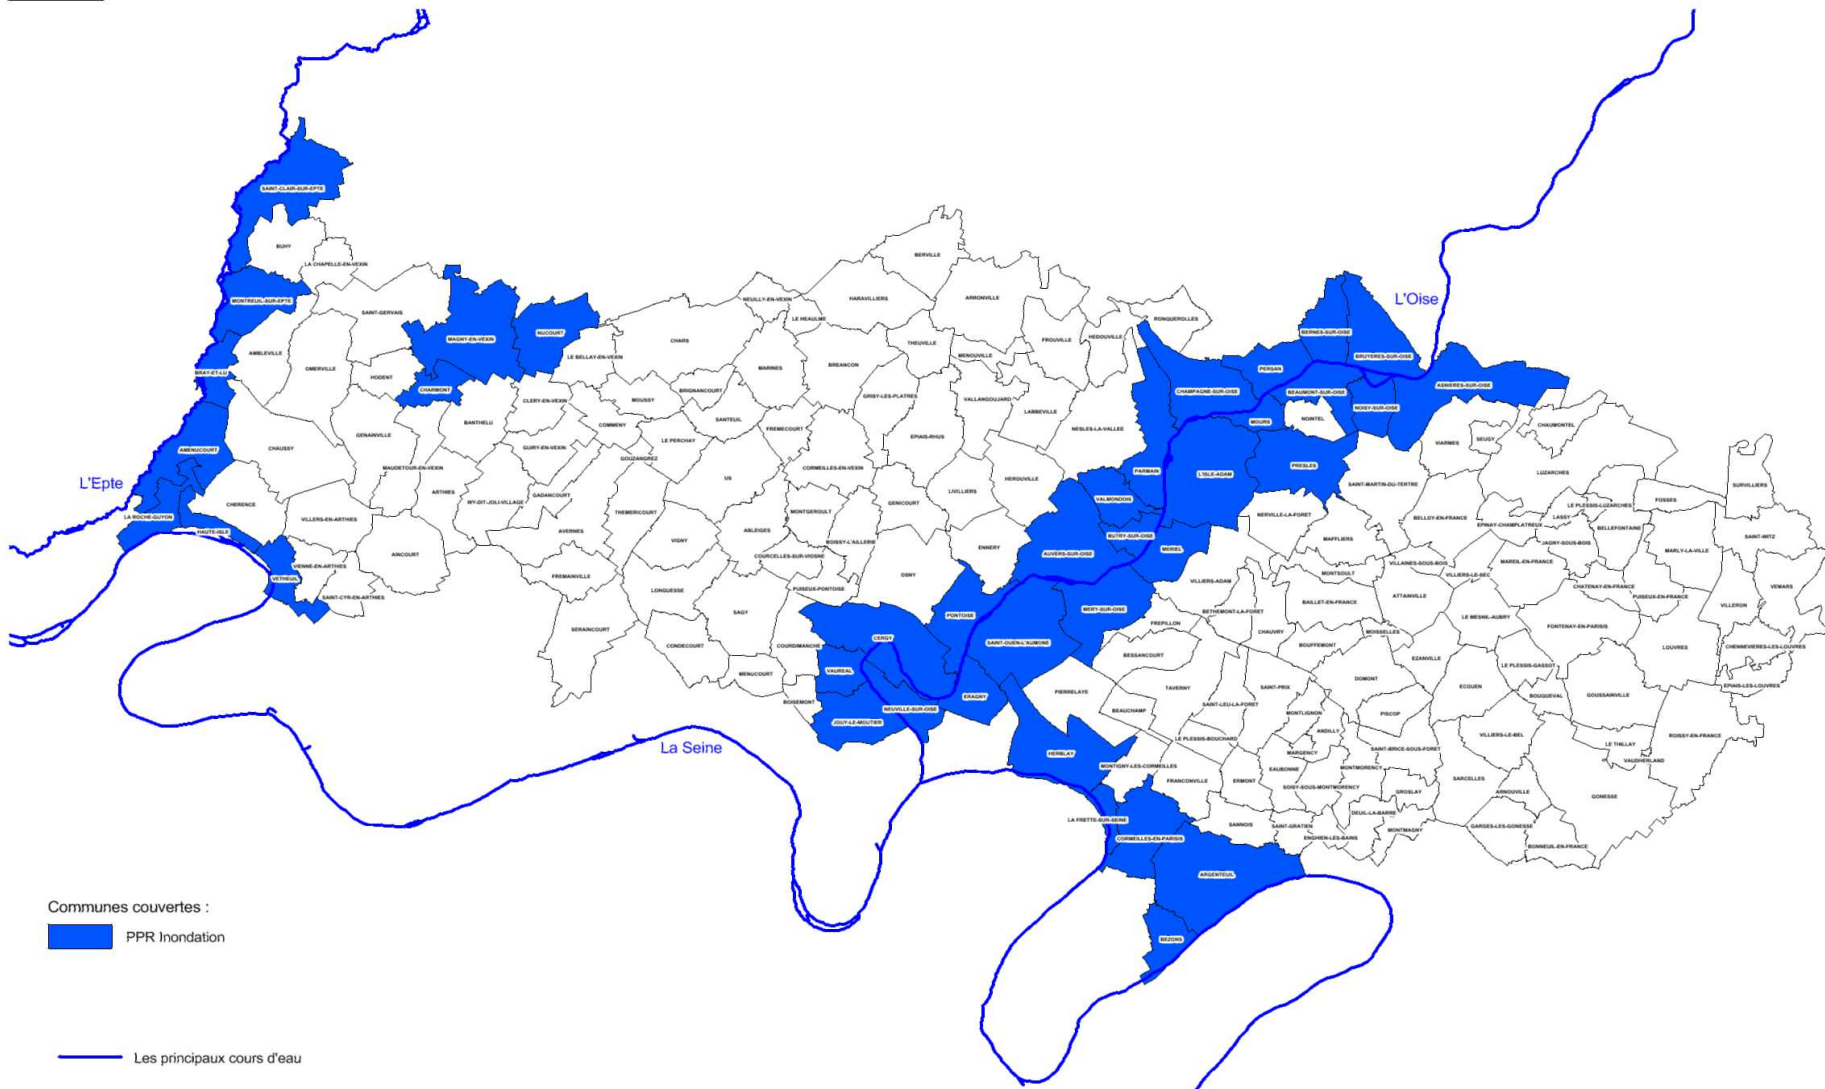 SAINT-CLAIR-SUR-EPTE
BUHY
LA CHAPELLE-EN-VEXIN
MONTREUIL-SUR-EPTE
SAINT-GERVAIS
MAGNY-EN-VEXIN
NUCOURT
AMBLEVILLE
OMERVILLE
HODENT
CHARMONT
BRAY-ET-LU
LE BELLAY-EN-VEXIN
CLERY-EN-VEXIN
BANTHELU
GENAINVILLE
CHAUSSY
AMENUCOURT
MAUDETOUR-EN-VEXIN
ARTHIES
GUIRY-EN-VEXIN
COMMENY
MOUSSY
GOUZANGREZ
LE PERCHAY
WY-DIT-JOLI-VILLAGE
GADANCOURT
L'Epte
CHERENCE
LA ROCHE-GUYON
HAUTE-ISLE
VILLERS-EN-ARTHIES
VETHEUIL
VIENNE-EN-ARTHIES
SAINT-CYR-EN-ARTHIES
AINCOURT
AVERNES
THEMERICOURT
FREMAINVILLE
SERAINCOURT
LONGUESSE
VIGNY
CONDECOURT
SAGY
MENUCOURT
COURDIMANCHE
BOISEMONT
BERVILLE
NEUILLY-EN-VEXIN
HARAVILLIERS
LE HEAULME
ARRONVILLE
CHARS
MARINES
BREANCON
THEUVILLE
MENOUVILLE
FROUVILLE
HEDOUVILLE
RONQUEROLLES
BRIGNANCOURT
SANTEUIL
FREMECOURT
GRISY-LES-PLATRES
VALLANGOUJARD
LABBEVILLE
NESLES-LA-VALLEE
EPIAIS-RHUS
CORMEILLES-EN-VEXIN
US
ABLEIGES
MONTGEROULT
GENICOURT
LIVILLIERS
HEROUVILLE
BOISSY-L'AILLERIE
COURCELLES-SUR-VIOSNE
PUISEUX-PONTOISE
OSNY
ENNERY
L'Oise
BERNES-SUR-OISE
BRUYERES-SUR-OISE
PERSAN
CHAMPAGNE-SUR-OISE
BEAUMONT-SUR-OISE
ASNIERES-SUR-OISE
NOISY-SUR-OISE
MOURS
NOINTEL
PRESLES
L'ISLE-ADAM
PARMAIN
VALMONDOIS
BUTRY-SUR-OISE
AUVERS-SUR-OISE
MERIEL
MERY-SUR-OISE
PONTOISE
SAINT-OUEN-L'AUMONE
CERGY
VAUREAL
ERAGNY
NEUVILLE-SUR-OISE
JOUY-LE-MOUTIER
VIARMES
SEUGY
CHAUMONTEL
LUZARCHES
SAINT-MARTIN-DU-TERTRE
BELLOY-EN-FRANCE
LE PLESSIS-LUZARCHES
LASSY
FOSSES
SURVILLIERS
EPINAY-CHAMPLATREUX
BELLEFONTAINE
JAGNY-SOUS-BOIS
MARLY-LA-VILLE
SAINT-WITZ
NERVILLE-LA-FORET
MAFFLIERS
MONTSOULT
VILLAINES-SOUS-BOIS
VILLIERS-LE-SEC
MAREIL-EN-FRANCE
CHATENAY-EN-FRANCE
PUISEUX-EN-FRANCE
VEMARS
VILLERON
VILLIERS-ADAM
BETHEMONT-LA-FORET
BAILLET-EN-FRANCE
ATTAINVILLE
LE MESNIL-AUBRY
FONTENAY-EN-PARISIS
FREPILLON
CHAUVRY
BOUFFEMONT
MOISSELLES
EZANVILLE
LOUVRES
CHENNEVIERES-LES-LOUVRES
EPIAIS-LES-LOUVRES
BESSANCOURT
TAVERNY
SAINT-PRIX
DOMONT
ECOUEN
LE PLESSIS-GASSOT
BOUQUEVAL
GOUSSAINVILLE
PIERRELAYE
BEAUCHAMP
SAINT-LEU-LA-FORET
MONTLIGNON
PISCOP
ANDILLY
MARGENCY
VILLIERS-LE-BEL
LE THILLAY
VAUDHERLAND
ROISSY-EN-FRANCE
LE PLESSIS-BOUCHARD
SAINT-BRICE-SOUS-FORET
HERBLAY
MONTIGNY-LES-CORMEILLES
FRANCONVILLE
ERMONT
EAUBONNE
MONTMORENCY
SOISY-SOUS-MONTMORENCY
GROSLAY
SARCELLES
ARNOUVILLE
GONESSE
LA FRETTE-SUR-SEINE
CORMEILLES-EN-PARISIS
SANNOIS
SAINT-GRATIEN
ENGHIEN-LES-BAINS
DEUIL-LA-BARRE
MONTMAGNY
GARGES-LES-GONESSE
BONNEUIL-EN-FRANCE
ARGENTEUIL
BEZONS
La Seine
Communes couvertes :
PPR Inondation
Les principaux cours d'eau